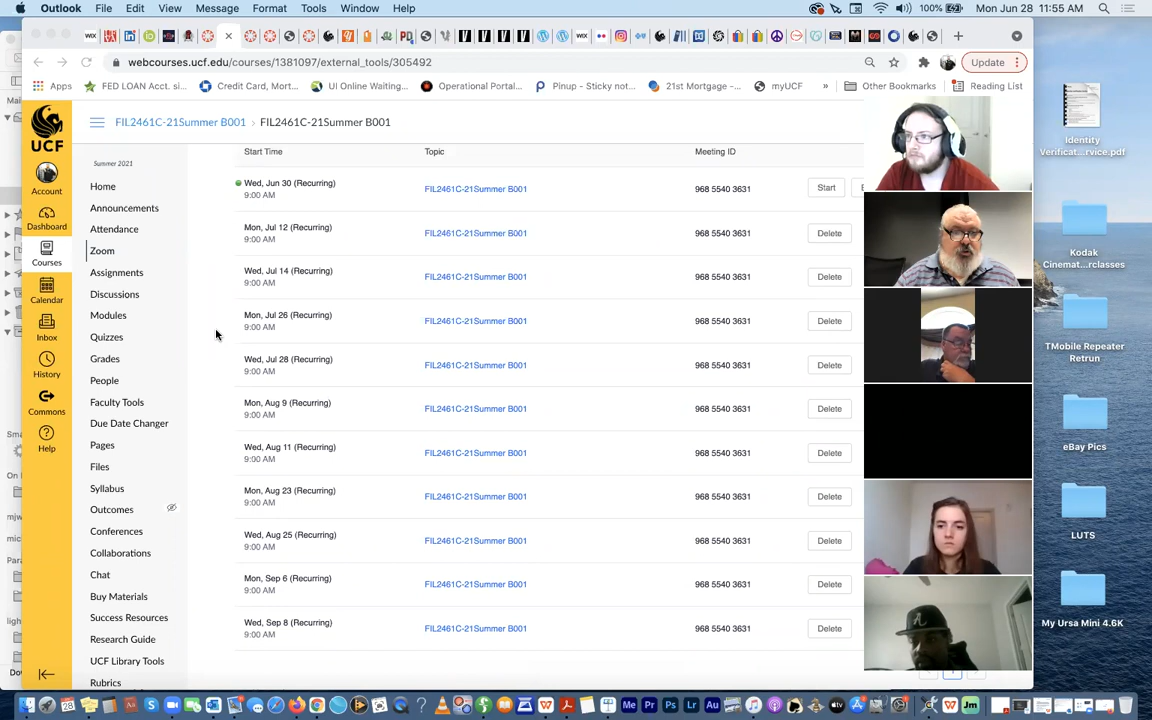 Outlook File Edit View Message Format Tools Window Help 100% Mon Jun 28 11:55 AM
webcourses.ucf.edu/courses/1381097/external_tools/305492 Update
Apps FED LOAN Acct. si... Credit Card, Mort... UI Online Waiting... Operational Portal... Pinup - Sticky not... 21st Mortgage -... myUCF » Other Bookmarks Reading List
UCF
FIL2461C-21Summer B001 › FIL2461C-21Summer B001
Account
Dashboard
Courses
Calendar
Inbox
History
Commons
Help
Summer 2021
Home
Announcements
Attendance
Zoom
Assignments
Discussions
Modules
Quizzes
Grades
People
Faculty Tools
Due Date Changer
Pages
Files
Syllabus
Outcomes
Conferences
Collaborations
Chat
Buy Materials
Success Resources
Research Guide
UCF Library Tools
Rubrics
Start Time Topic Meeting ID
Wed, Jun 30 (Recurring)
9:00 AM
FIL2461C-21Summer B001 968 5540 3631 Start
Mon, Jul 12 (Recurring)
9:00 AM
FIL2461C-21Summer B001 968 5540 3631 Delete
Wed, Jul 14 (Recurring)
9:00 AM
FIL2461C-21Summer B001 968 5540 3631 Delete
Mon, Jul 26 (Recurring)
9:00 AM
FIL2461C-21Summer B001 968 5540 3631 Delete
Wed, Jul 28 (Recurring)
9:00 AM
FIL2461C-21Summer B001 968 5540 3631 Delete
Mon, Aug 9 (Recurring)
9:00 AM
FIL2461C-21Summer B001 968 5540 3631 Delete
Wed, Aug 11 (Recurring)
9:00 AM
FIL2461C-21Summer B001 968 5540 3631 Delete
Mon, Aug 23 (Recurring)
9:00 AM
FIL2461C-21Summer B001 968 5540 3631 Delete
Wed, Aug 25 (Recurring)
9:00 AM
FIL2461C-21Summer B001 968 5540 3631 Delete
Mon, Sep 6 (Recurring)
9:00 AM
FIL2461C-21Summer B001 968 5540 3631 Delete
Wed, Sep 8 (Recurring)
9:00 AM
FIL2461C-21Summer B001 968 5540 3631 Delete
Identity
Verificat...rvice.pdf
Kodak
Cinemat...rclasses
TMobile Repeater
Retrun
eBay Pics
LUTS
My Ursa Mini 4.6K
Me Pr Ps Lr Au Jm